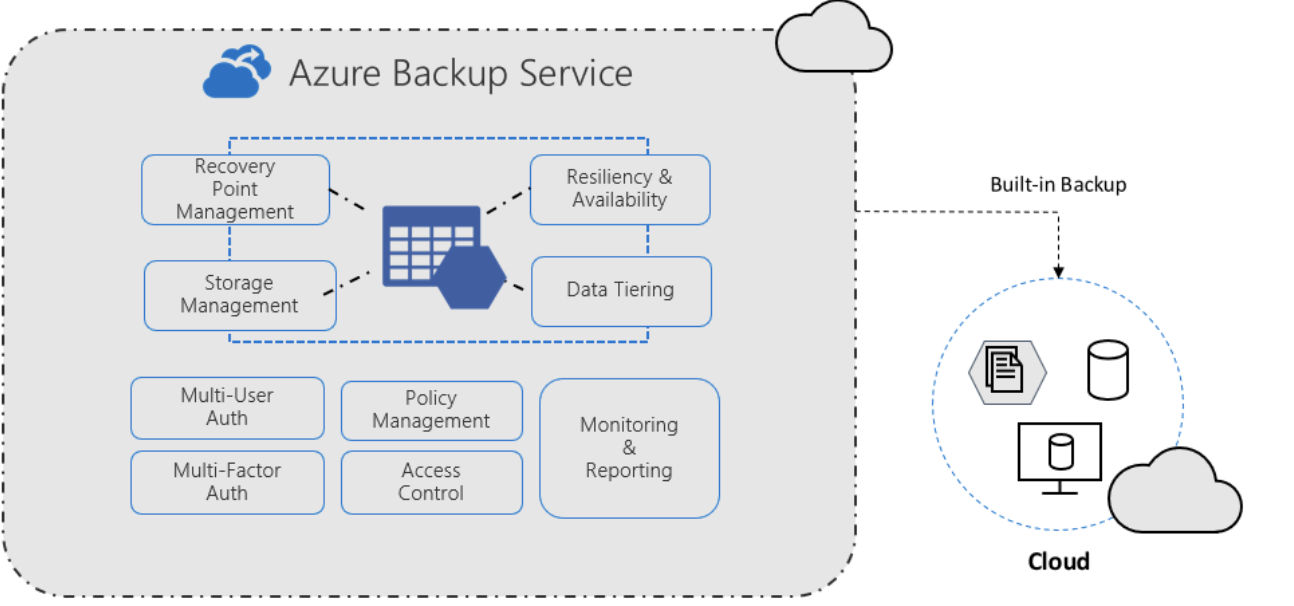 Azure Backup Service
Recovery
Point
Management
Resiliency &
Availability
Storage
Management
Data Tiering
Multi-User
Auth
Policy
Management
Monitoring
&
Reporting
Multi-Factor
Auth
Access
Control
Built-in Backup
Cloud